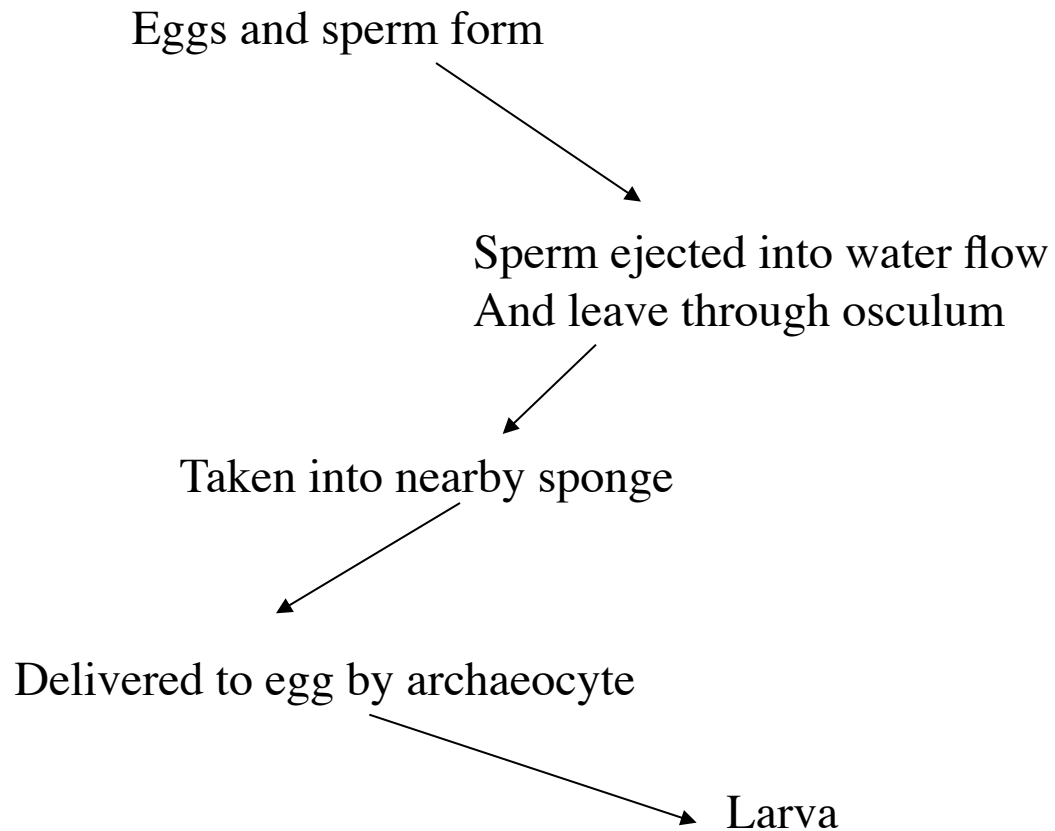 Eggs and sperm form
Sperm ejected into water flow
And leave through osculum
Taken into nearby sponge
Delivered to egg by archaeocyte
Larva